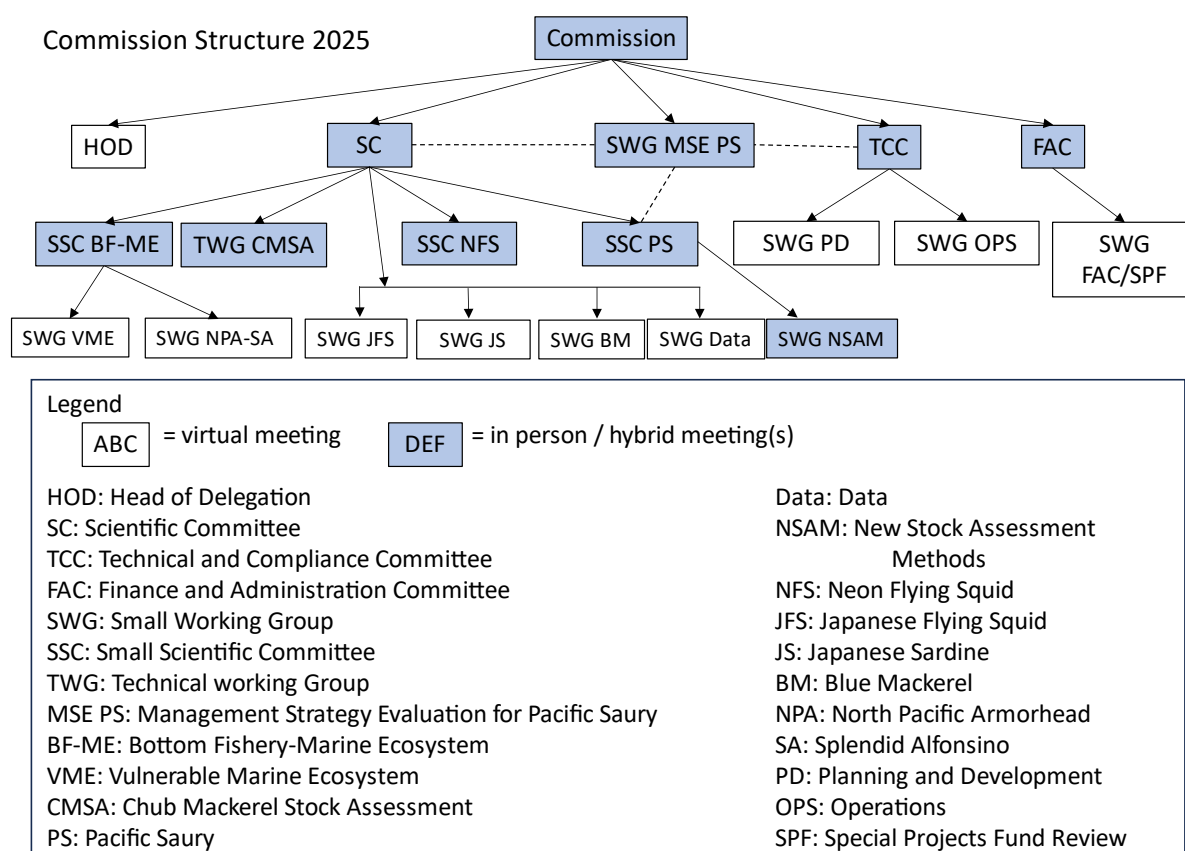 Commission Structure 2025
Commission
HOD
SC
SWG MSE PS
TCC
FAC
SSC BF-ME
TWG CMSA
SSC NFS
SSC PS
SWG PD
SWG OPS
SWG
FAC/SPF
SWG VME
SWG NPA-SA
SWG JFS
SWG JS
SWG BM
SWG Data
SWG NSAM
Legend
ABC = virtual meeting
DEF = in person / hybrid meeting(s)
HOD: Head of Delegation
SC: Scientific Committee
TCC: Technical and Compliance Committee
FAC: Finance and Administration Committee
SWG: Small Working Group
SSC: Small Scientific Committee
TWG: Technical working Group
MSE PS: Management Strategy Evaluation for Pacific Saury
BF-ME: Bottom Fishery-Marine Ecosystem
VME: Vulnerable Marine Ecosystem
CMSA: Chub Mackerel Stock Assessment
PS: Pacific Saury
Data: Data
NSAM: New Stock Assessment
Methods
NFS: Neon Flying Squid
JFS: Japanese Flying Squid
JS: Japanese Sardine
BM: Blue Mackerel
NPA: North Pacific Armorhead
SA: Splendid Alfonsino
PD: Planning and Development
OPS: Operations
SPF: Special Projects Fund Review